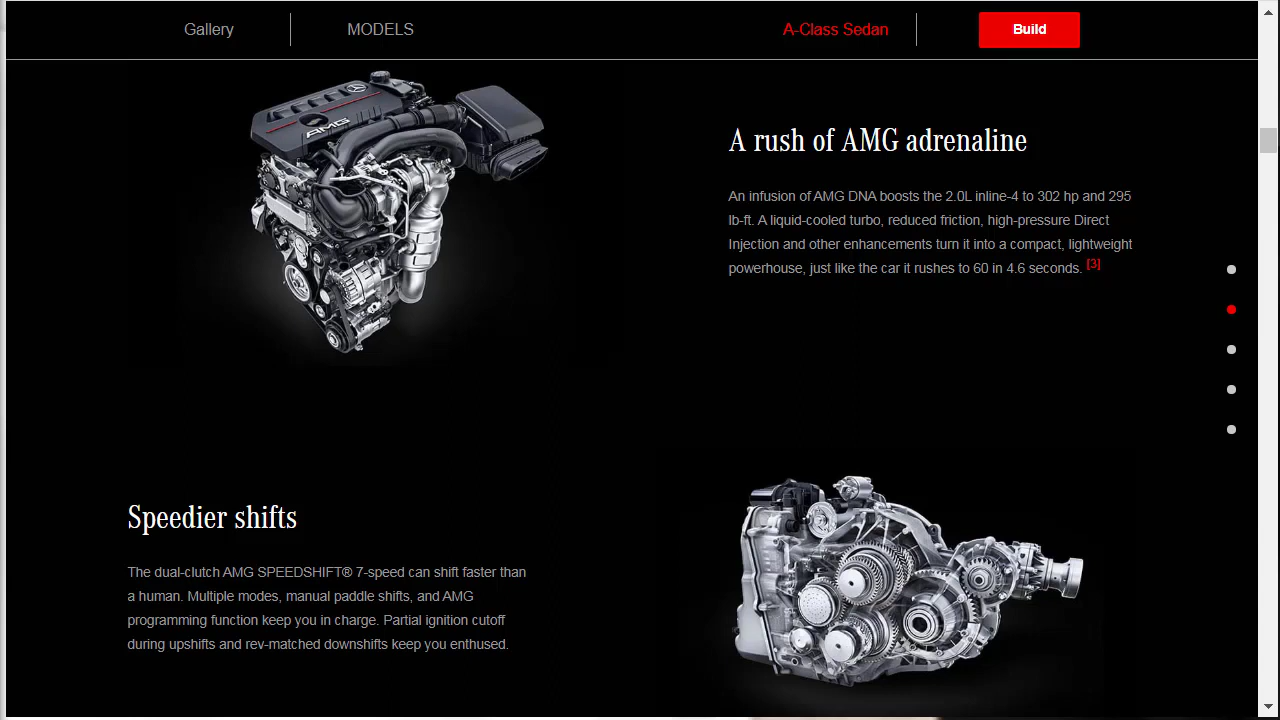 Gallery
MODELS
A-Class Sedan
Build
AMG
A rush of AMG adrenaline
An infusion of AMG DNA boosts the 2.0L inline-4 to 302 hp and 295
lb-ft. A liquid-cooled turbo, reduced friction, high-pressure Direct
Injection and other enhancements turn it into a compact, lightweight
powerhouse, just like the car it rushes to 60 in 4.6 seconds. [3]
Speedier shifts
The dual-clutch AMG SPEEDSHIFT® 7-speed can shift faster than
a human. Multiple modes, manual paddle shifts, and AMG
programming function keep you in charge. Partial ignition cutoff
during upshifts and rev-matched downshifts keep you enthused.